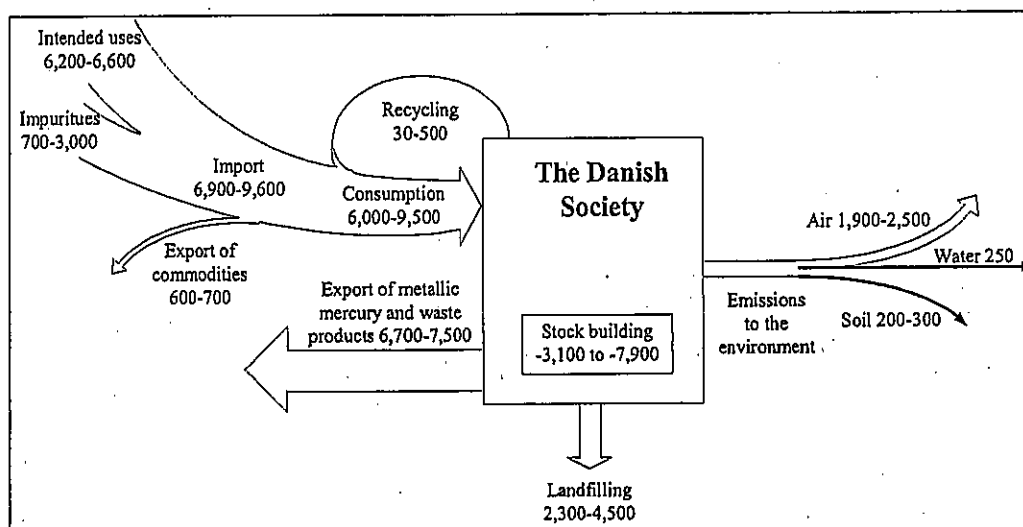 Intended uses
6,200-6,600
Impuritues
700-3,000
Import
6,900-9,600
Export of
commodities
600-700
Recycling
30-500
Consumption
6,000-9,500
Export of metallic
mercury and waste
products 6,700-7,500
The Danish
Society
Stock building
-3,100 to -7,900
Landfilling
2,300-4,500
Air 1,900-2,500
Water 250
Soil 200-300
Emissions
to the
environment